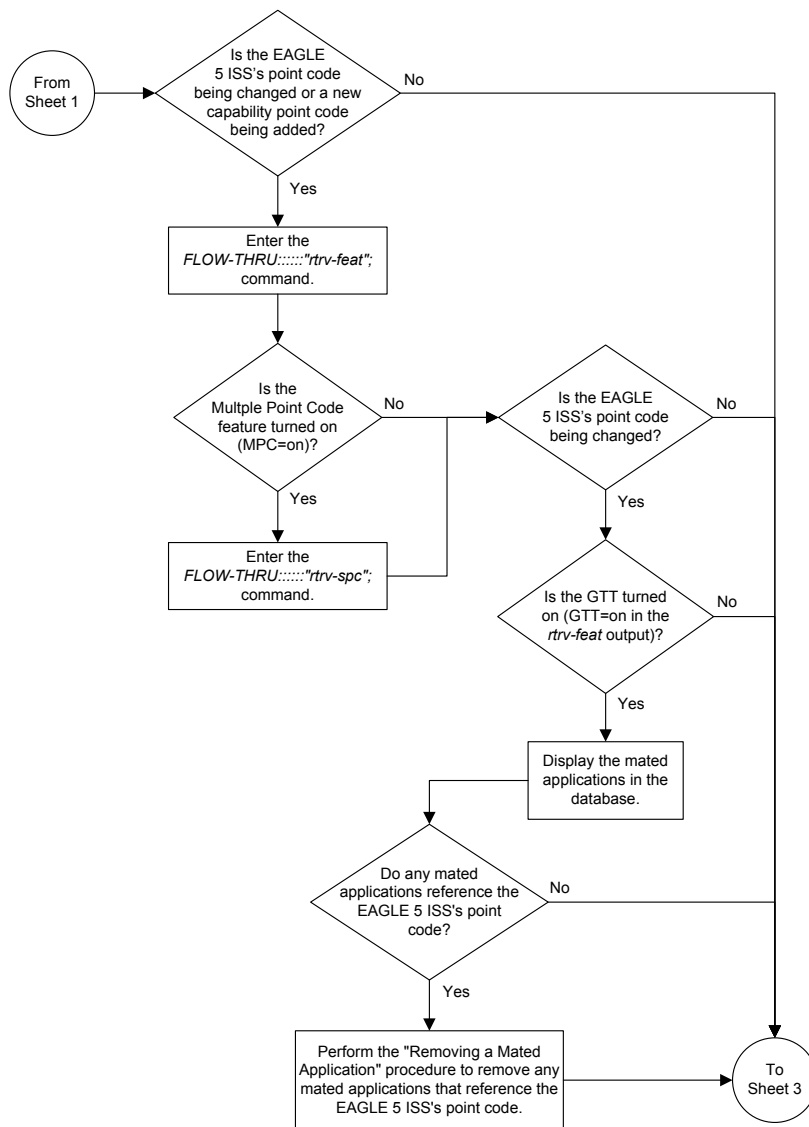 From
Sheet 1
Is the EAGLE
5 ISS's point code
being changed or a new
capability point code
being added?
No
Yes
Enter the
FLOW-THRU::::::"rtrv-feat";
command.
Is the
Multple Point Code
feature turned on
(MPC=on)?
No
Yes
Enter the
FLOW-THRU::::::"rtrv-spc";
command.
Is the EAGLE
5 ISS's point code
being changed?
No
Yes
Is the GTT turned
on (GTT=on in the
rtrv-feat output)?
No
Yes
Display the mated
applications in the
database.
Do any mated
applications reference the
EAGLE 5 ISS's point
code?
No
Yes
Perform the "Removing a Mated
Application" procedure to remove any
mated applications that reference the
EAGLE 5 ISS's point code.
To
Sheet 3